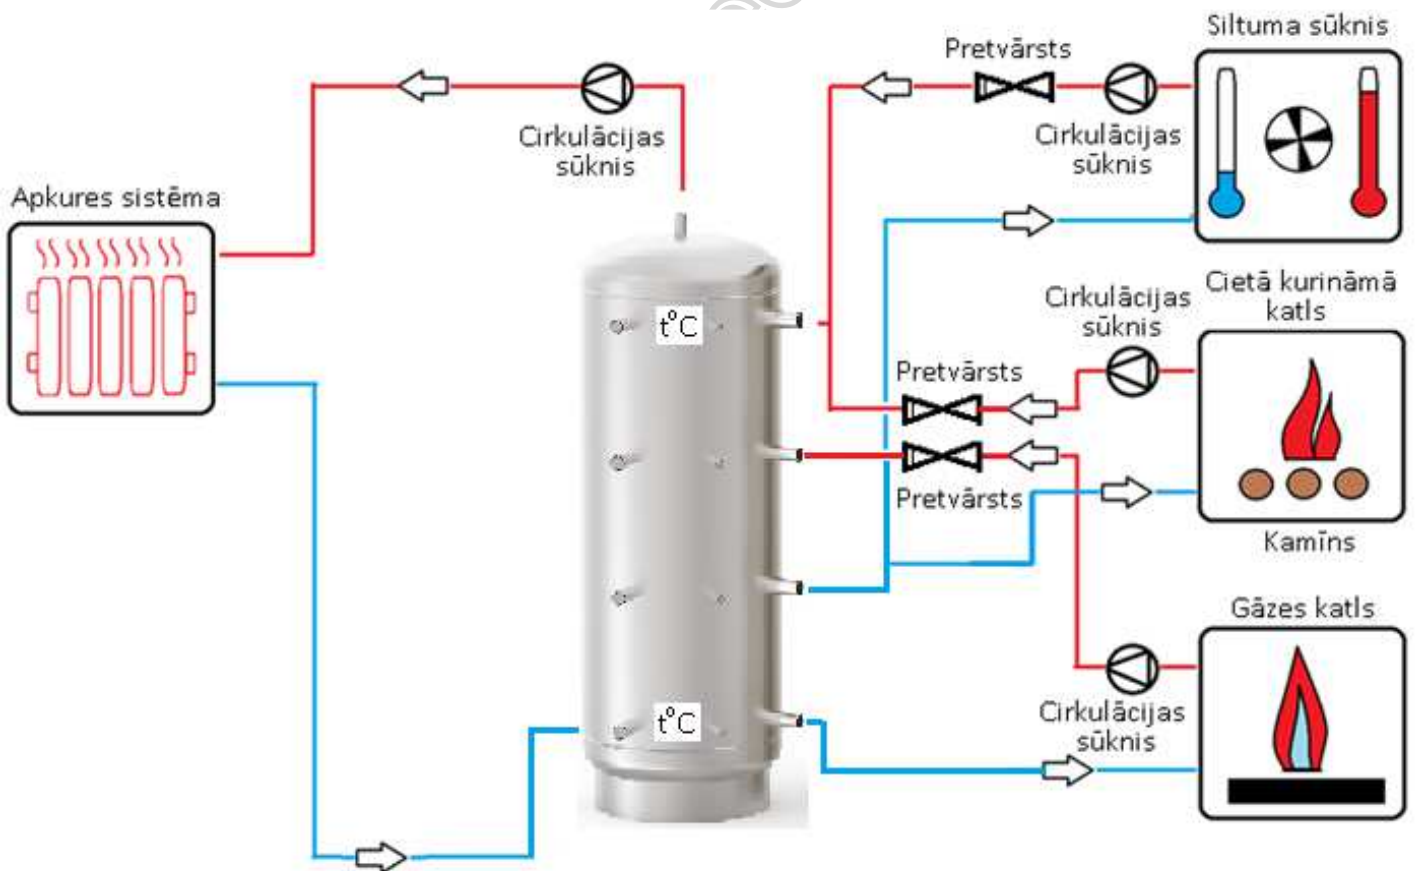 Siltuma sūknis
Pretvārsts
Cirkulācijas
sūknis
Cirkulācijas
sūknis
Apkures sistēma
Cietā kurināmā
katls
Cirkulācijas
sūknis
t°C
Pretvārsts
Pretvārsts
Kamīns
Gāzes katls
t°C
Cirkulācijas
sūknis